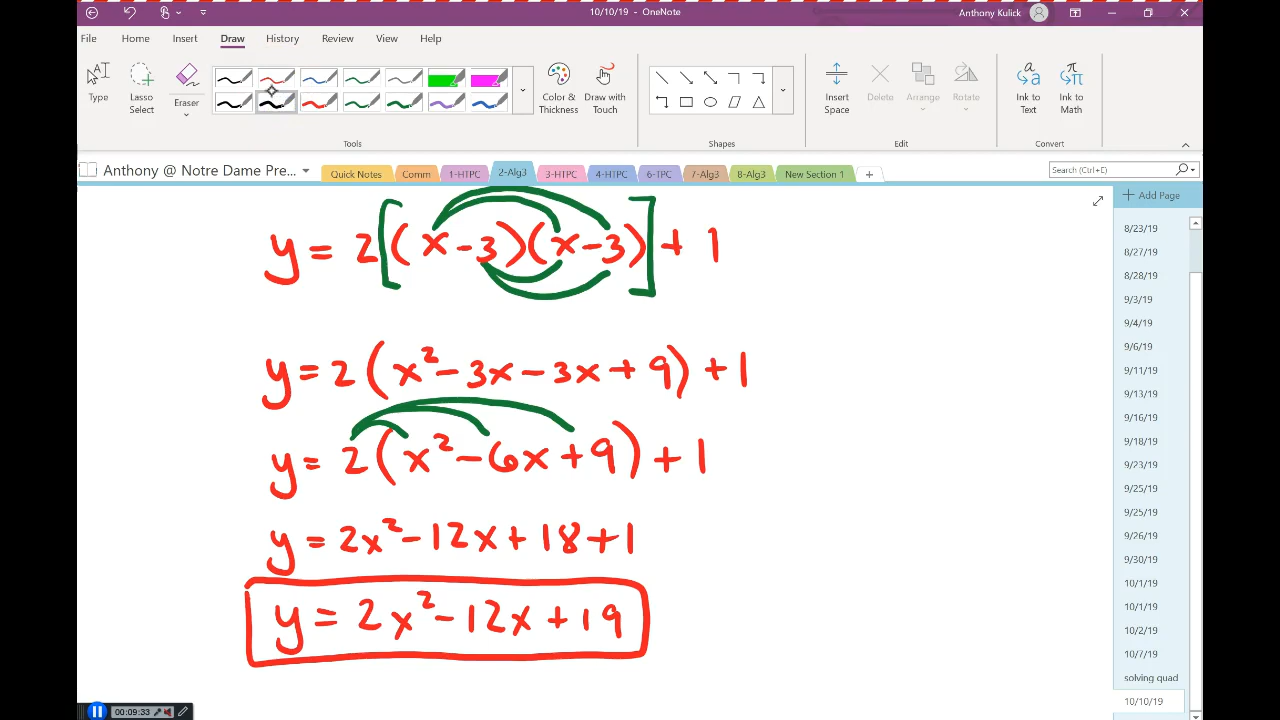 10/10/19 - OneNote
Anthony Kulick
File Home Insert Draw History Review View Help
Type
Lasso Select
Eraser
Color & Thickness
Draw with Touch
Insert Space
Delete
Arrange
Rotate
Ink to Text
Ink to Math
Tools
Shapes
Edit
Convert
Anthony @ Notre Dame Pre...
Quick Notes Comm 1-HTPC 2-Alg3 3-HTPC 4-HTPC 6-TPC 7-Alg3 8-Alg3 New Section 1
Search (Ctrl+E)
y = 2[(x-3)(x-3)] + 1
y = 2(x² - 3x - 3x + 9) + 1
y = 2(x² - 6x + 9) + 1
y = 2x² - 12x + 18 + 1
y = 2x² - 12x + 19
Add Page
8/23/19
8/27/19
8/28/19
9/3/19
9/4/19
9/6/19
9/11/19
9/13/19
9/16/19
9/18/19
9/23/19
9/25/19
9/25/19
9/26/19
9/30/19
10/1/19
10/1/19
10/2/19
10/7/19
solving quad
10/10/19
00:09:33